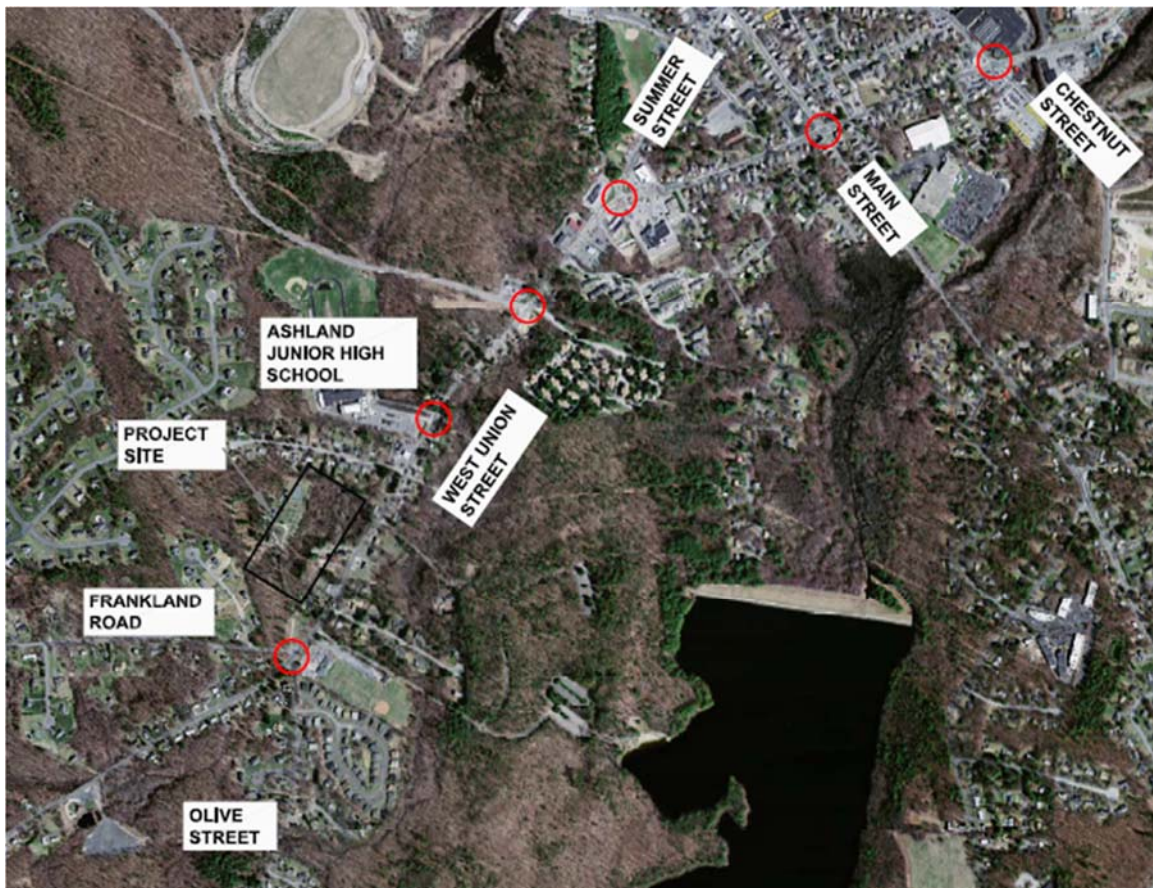 SUMMER
STREET
CHESTNUT
STREET
MAIN
STREET
ASHLAND
JUNIOR HIGH
SCHOOL
WEST UNION
STREET
PROJECT
SITE
FRANKLAND
ROAD
OLIVE
STREET